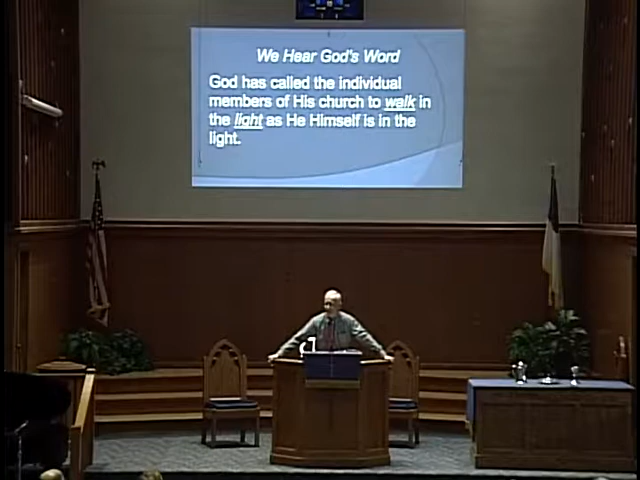 We Hear God's Word
God has called the individual
members of His church to walk in
the light as He Himself is in the
light.